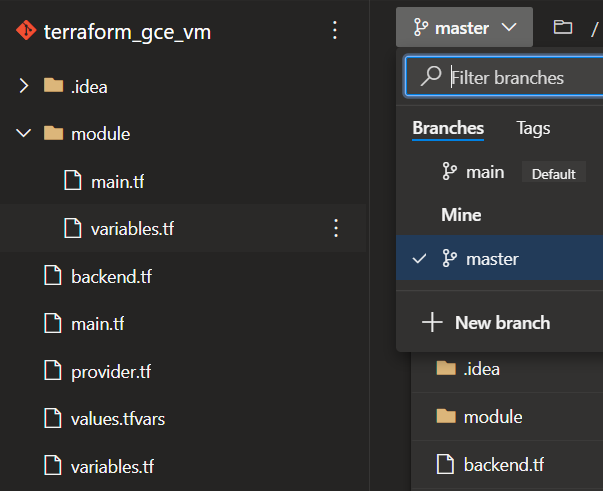 terraform_gce_vm
.idea
module
main.tf
variables.tf
backend.tf
main.tf
provider.tf
values.tfvars
variables.tf
master
/
Filter branches
Branches Tags
main Default
Mine
master
New branch
.idea
module
backend.tf